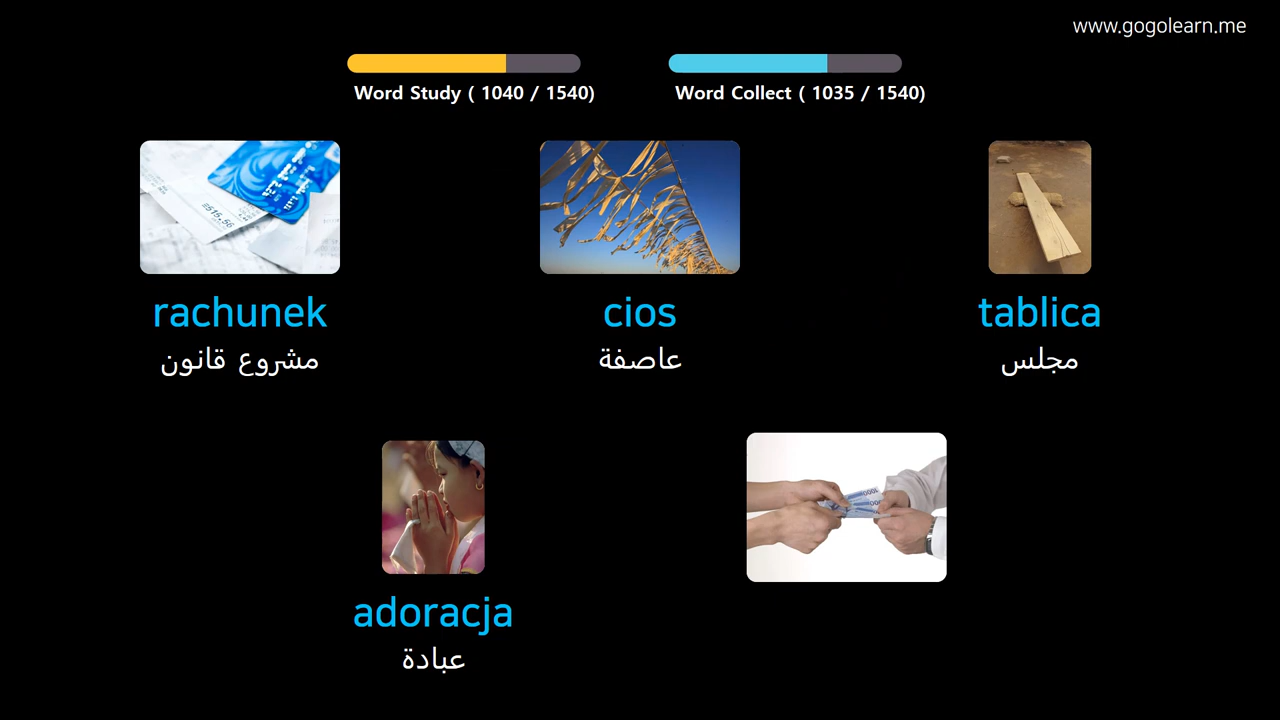 www.gogolearn.me
Word Study ( 1040 / 1540)
Word Collect ( 1035 / 1540)
rachunek
مشروع قانون
cios
عاصفة
tablica
مجلس
adoracja
عبادة